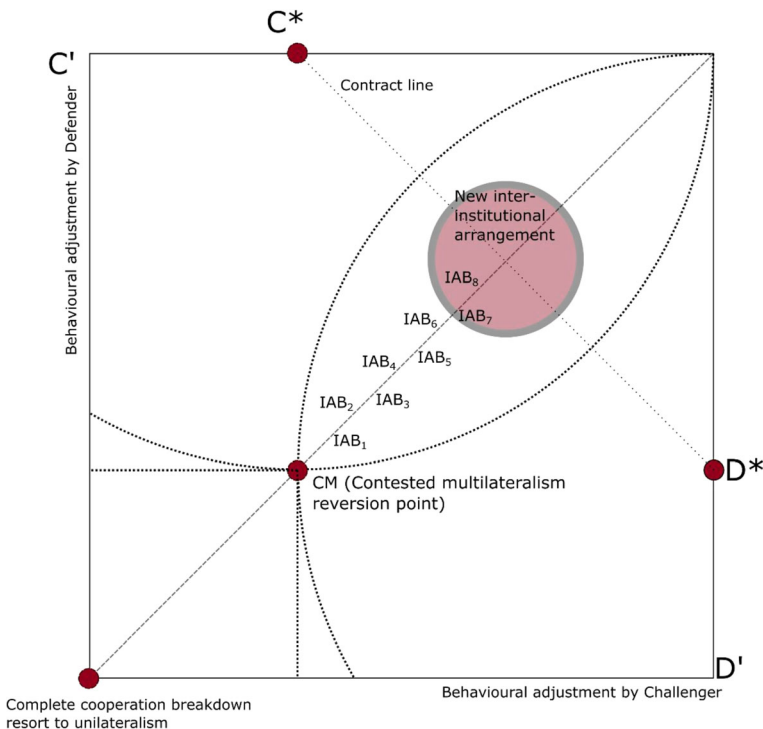 C*
C'
Contract line
Behavioural adjustment by Defender
New inter-
institutional
arrangement
IAB8
IAB7
IAB6
IAB5
IAB4
IAB3
IAB2
IAB1
D*
CM (Contested multilateralism
reversion point)
D'
Behavioural adjustment by Challenger
Complete cooperation breakdown
resort to unilateralism